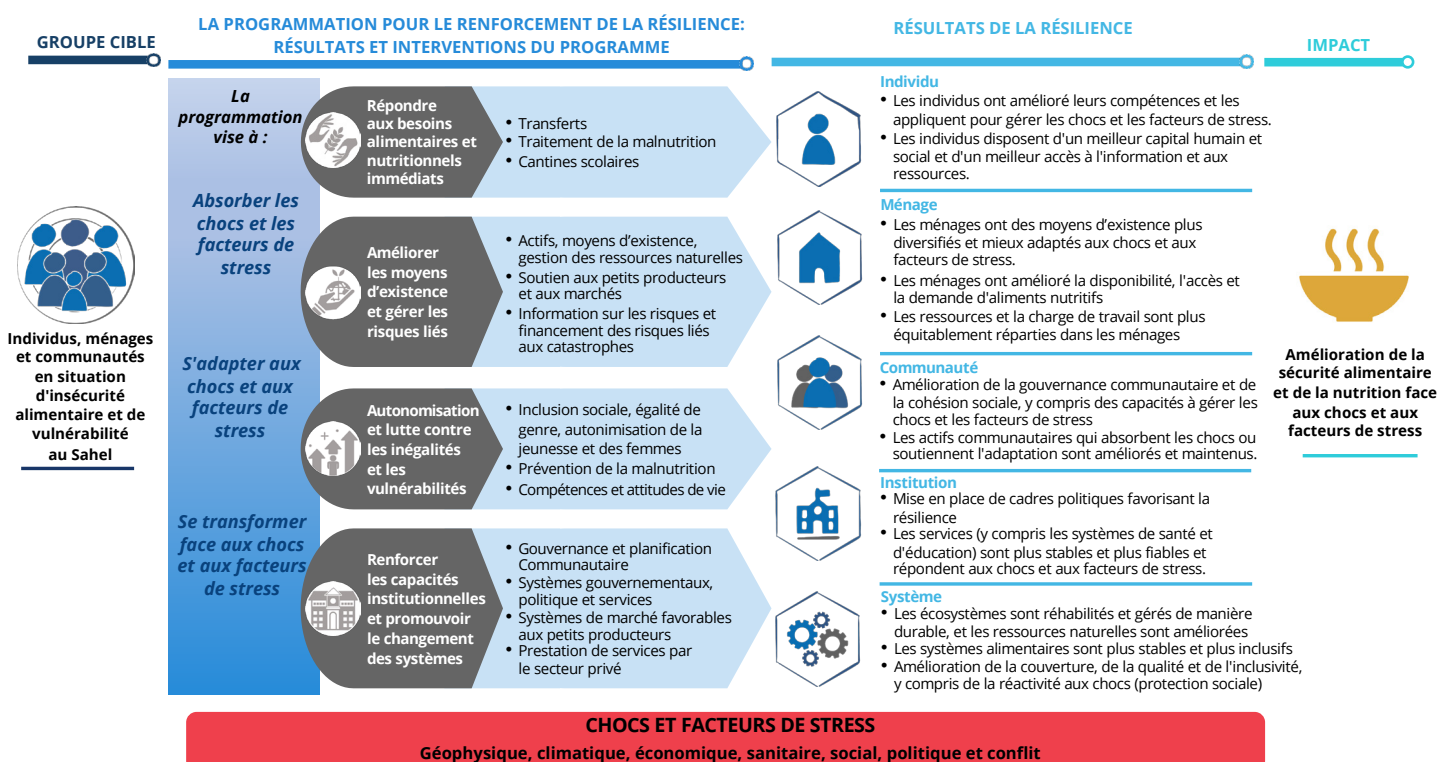 GROUPE CIBLE
LA PROGRAMMATION POUR LE RENFORCEMENT DE LA RÉSILIENCE:
RÉSULTATS ET INTERVENTIONS DU PROGRAMME
RÉSULTATS DE LA RÉSILIENCE
IMPACT
Individus, ménages
et communautés
en situation
d'insécurité
alimentaire et de
vulnérabilité
au Sahel
La
programmation
vise à :
Absorber les
chocs et les
facteurs de
stress
S'adapter aux
chocs et aux
facteurs de
stress
Se transformer
face aux chocs
et aux facteurs
de stress
Répondre
aux besoins
alimentaires et
nutritionnels
immédiats
• Transferts
• Traitement de la malnutrition
• Cantines scolaires
Améliorer
les moyens
d’existence
et gérer les
risques liés
• Actifs, moyens d’existence,
gestion des ressources naturelles
• Soutien aux petits producteurs
et aux marchés
• Information sur les risques et
financement des risques liés
aux catastrophes
Autonomisation
et lutte contre
les inégalités
et les
vulnérabilités
• Inclusion sociale, égalité de
genre, autonimisation de la
jeunesse et des femmes
• Prévention de la malnutrition
• Compétences et attitudes de vie
Renforcer
les capacités
institutionnelles
et promouvoir
le changement
des systèmes
• Gouvernance et planification
Communautaire
• Systèmes gouvernementaux,
politique et services
• Systèmes de marché favorables
aux petits producteurs
• Prestation de services par
le secteur privé
Individu
• Les individus ont amélioré leurs compétences et les
appliquent pour gérer les chocs et les facteurs de stress.
• Les individus disposent d'un meilleur capital humain et
social et d'un meilleur accès à l'information et aux
ressources.
Ménage
• Les ménages ont des moyens d’existence plus
diversifiés et mieux adaptés aux chocs et aux
facteurs de stress.
• Les ménages ont amélioré la disponibilité, l'accès et
la demande d'aliments nutritifs
• Les ressources et la charge de travail sont plus
équitablement réparties dans les ménages
Communauté
• Amélioration de la gouvernance communautaire et de
la cohésion sociale, y compris des capacités à gérer les
chocs et les facteurs de stress
• Les actifs communautaires qui absorbent les chocs ou
soutiennent l'adaptation sont améliorés et maintenus.
Institution
• Mise en place de cadres politiques favorisant la
résilience
• Les services (y compris les systèmes de santé et
d'éducation) sont plus stables et plus fiables et
répondent aux chocs et aux facteurs de stress.
Système
• Les écosystèmes sont réhabilités et gérés de manière
durable, et les ressources naturelles sont améliorées
• Les systèmes alimentaires sont plus stables et plus inclusifs
• Amélioration de la couverture, de la qualité et de l'inclusivité,
y compris de la réactivité aux chocs (protection sociale)
Amélioration de la
sécurité alimentaire
et de la nutrition face
aux chocs et aux
facteurs de stress
CHOCS ET FACTEURS DE STRESS
Géophysique, climatique, économique, sanitaire, social, politique et conflit